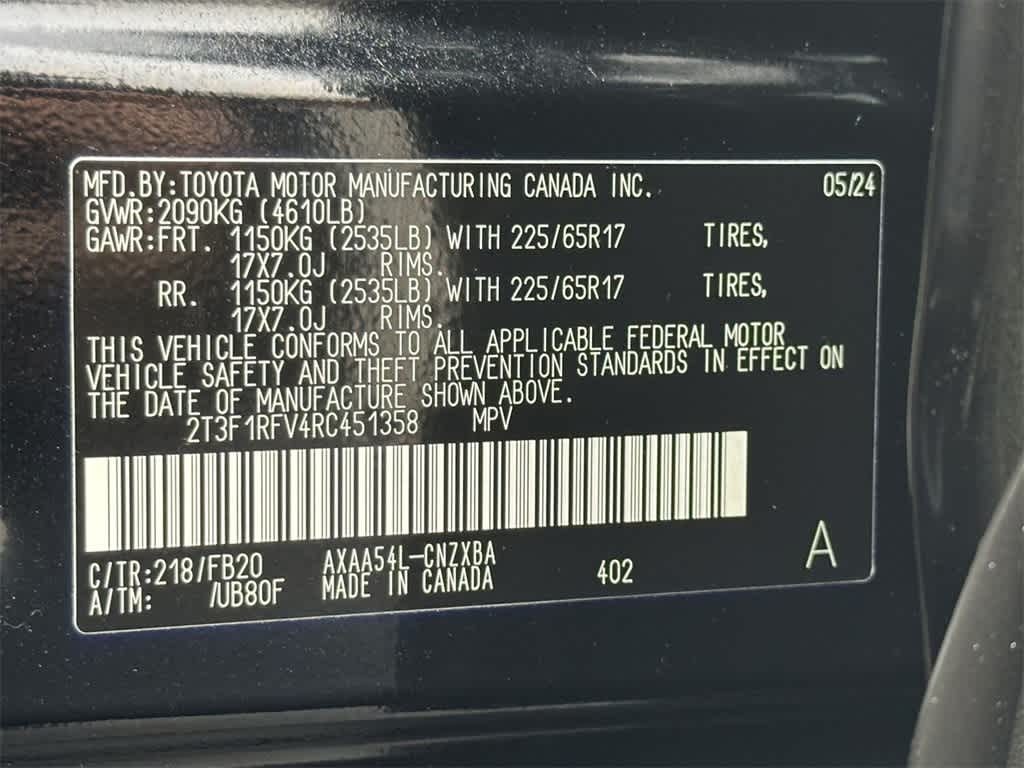 MFD.BY:TOYOTA MOTOR MANUFACTURING CANADA INC. 05/24
GVWR:2090KG (4610LB)
GAWR:FRT. 1150KG (2535LB) WITH 225/65R17 TIRES,
17X7.0J RIMS.
RR. 1150KG (2535LB) WITH 225/65R17 TIRES,
17X7.0J RIMS.
THIS VEHICLE CONFORMS TO ALL APPLICABLE FEDERAL MOTOR
VEHICLE SAFETY AND THEFT PREVENTION STANDARDS IN EFFECT ON
THE DATE OF MANUFACTURE SHOWN ABOVE.
2T3F1RFV4RC451358 MPV
C/TR:218/FB20 AXAA54L-CNZXBA 402 A
A/TM: /UB80F MADE IN CANADA